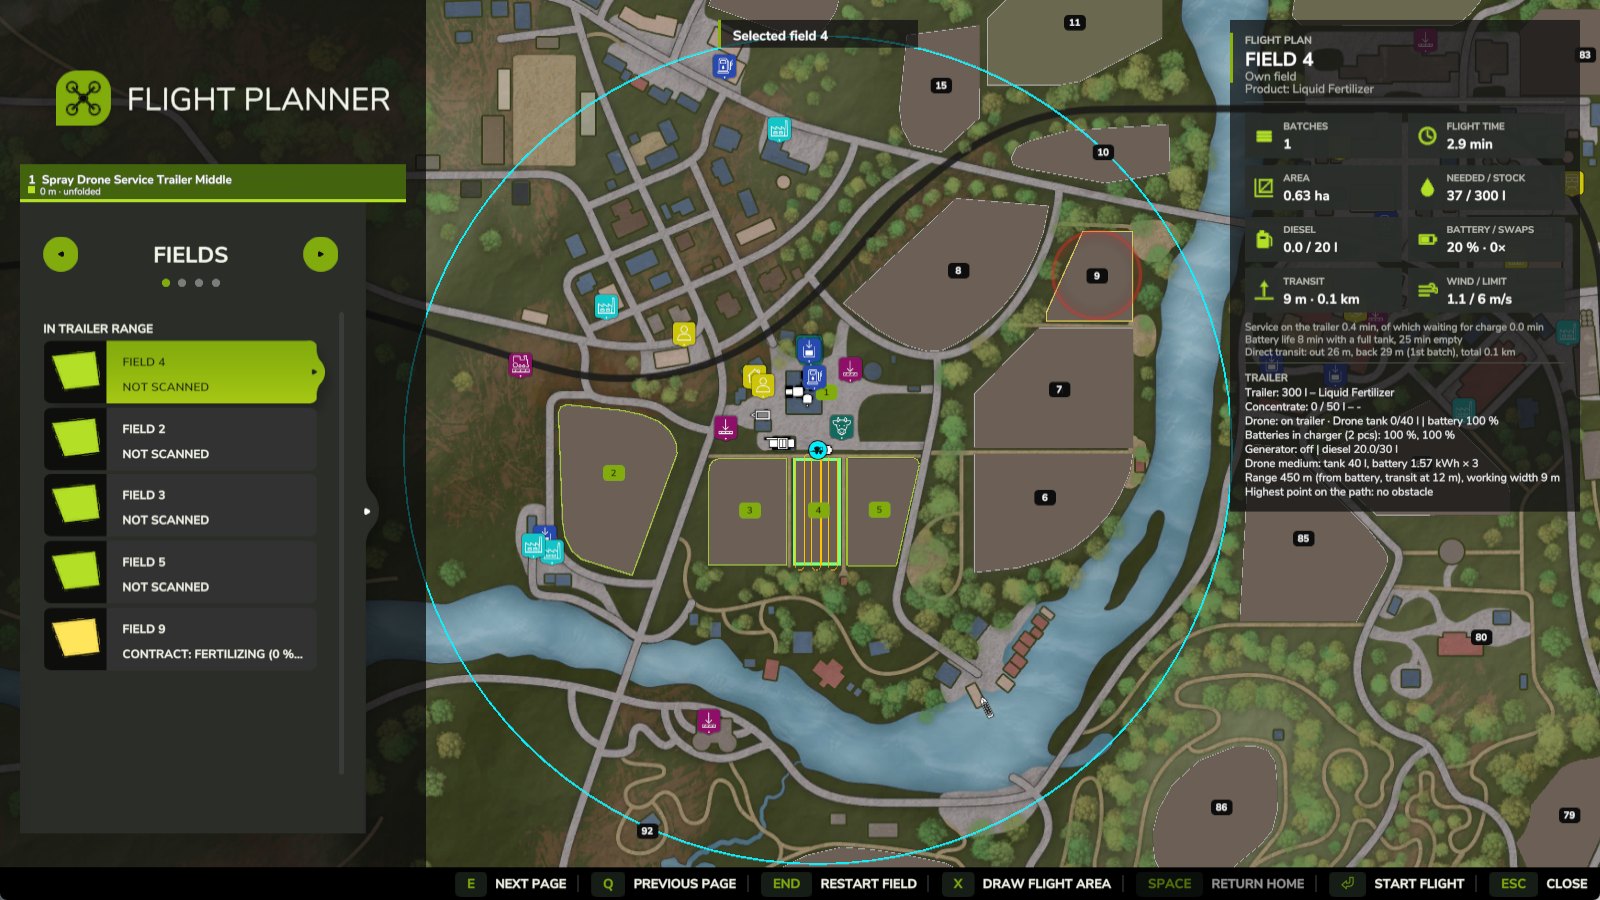 FLIGHT PLANNER
1 Spray Drone Service Trailer Middle
0 m · unfolded
FIELDS
IN TRAILER RANGE
FIELD 4
NOT SCANNED
FIELD 2
NOT SCANNED
FIELD 3
NOT SCANNED
FIELD 5
NOT SCANNED
FIELD 9
CONTRACT: FERTILIZING (0 %...
Selected field 4
11
15
10
8
9
7
6
1
2
3
4
5
92
83
85
80
86
79
FLIGHT PLAN
FIELD 4
Own field
Product: Liquid Fertilizer
BATCHES
1
FLIGHT TIME
2.9 min
AREA
0.63 ha
NEEDED / STOCK
37 / 300 l
DIESEL
0.0 / 20 l
BATTERY / SWAPS
20 % · 0×
TRANSIT
9 m · 0.1 km
WIND / LIMIT
1.1 / 6 m/s
Service on the trailer 0.4 min, of which waiting for charge 0.0 min
Battery life 8 min with a full tank, 25 min empty
Direct transit: out 26 m, back 29 m (1st batch), total 0.1 km
TRAILER
Trailer: 300 l – Liquid Fertilizer
Concentrate: 0 / 50 l – -
Drone: on trailer · Drone tank 0/40 l | battery 100 %
Batteries in charger (2 pcs): 100 %, 100 %
Generator: off | diesel 20.0/30 l
Drone medium: tank 40 l, battery 1.57 kWh × 3
Range 450 m (from battery, transit at 12 m), working width 9 m
Highest point on the path: no obstacle
E NEXT PAGE
Q PREVIOUS PAGE
END RESTART FIELD
X DRAW FLIGHT AREA
SPACE RETURN HOME
START FLIGHT
ESC CLOSE